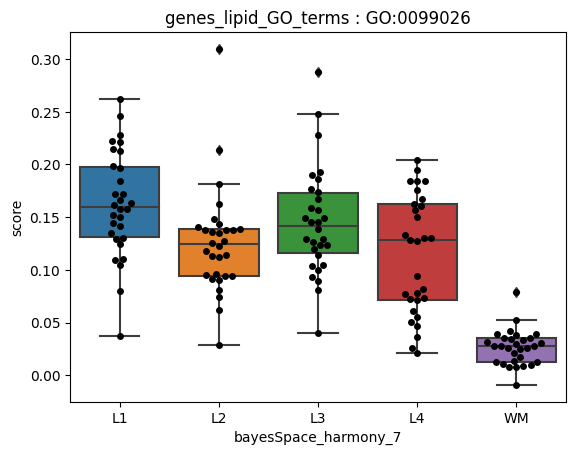 genes_lipid_GO_terms : GO:0099026
0.30
0.25
0.20
0.15
0.10
0.05
0.00
score
L1 L2 L3 L4 WM
bayesSpace_harmony_7